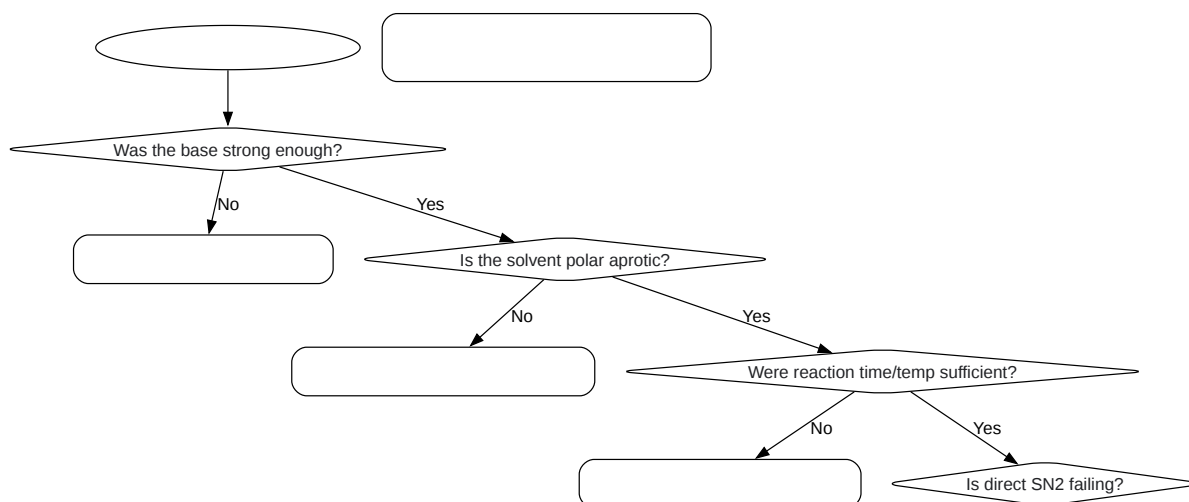 Was the base strong enough?
No
Yes
Is the solvent polar aprotic?
No
Yes
Were reaction time/temp sufficient?
No
Yes
Is direct SN2 failing?